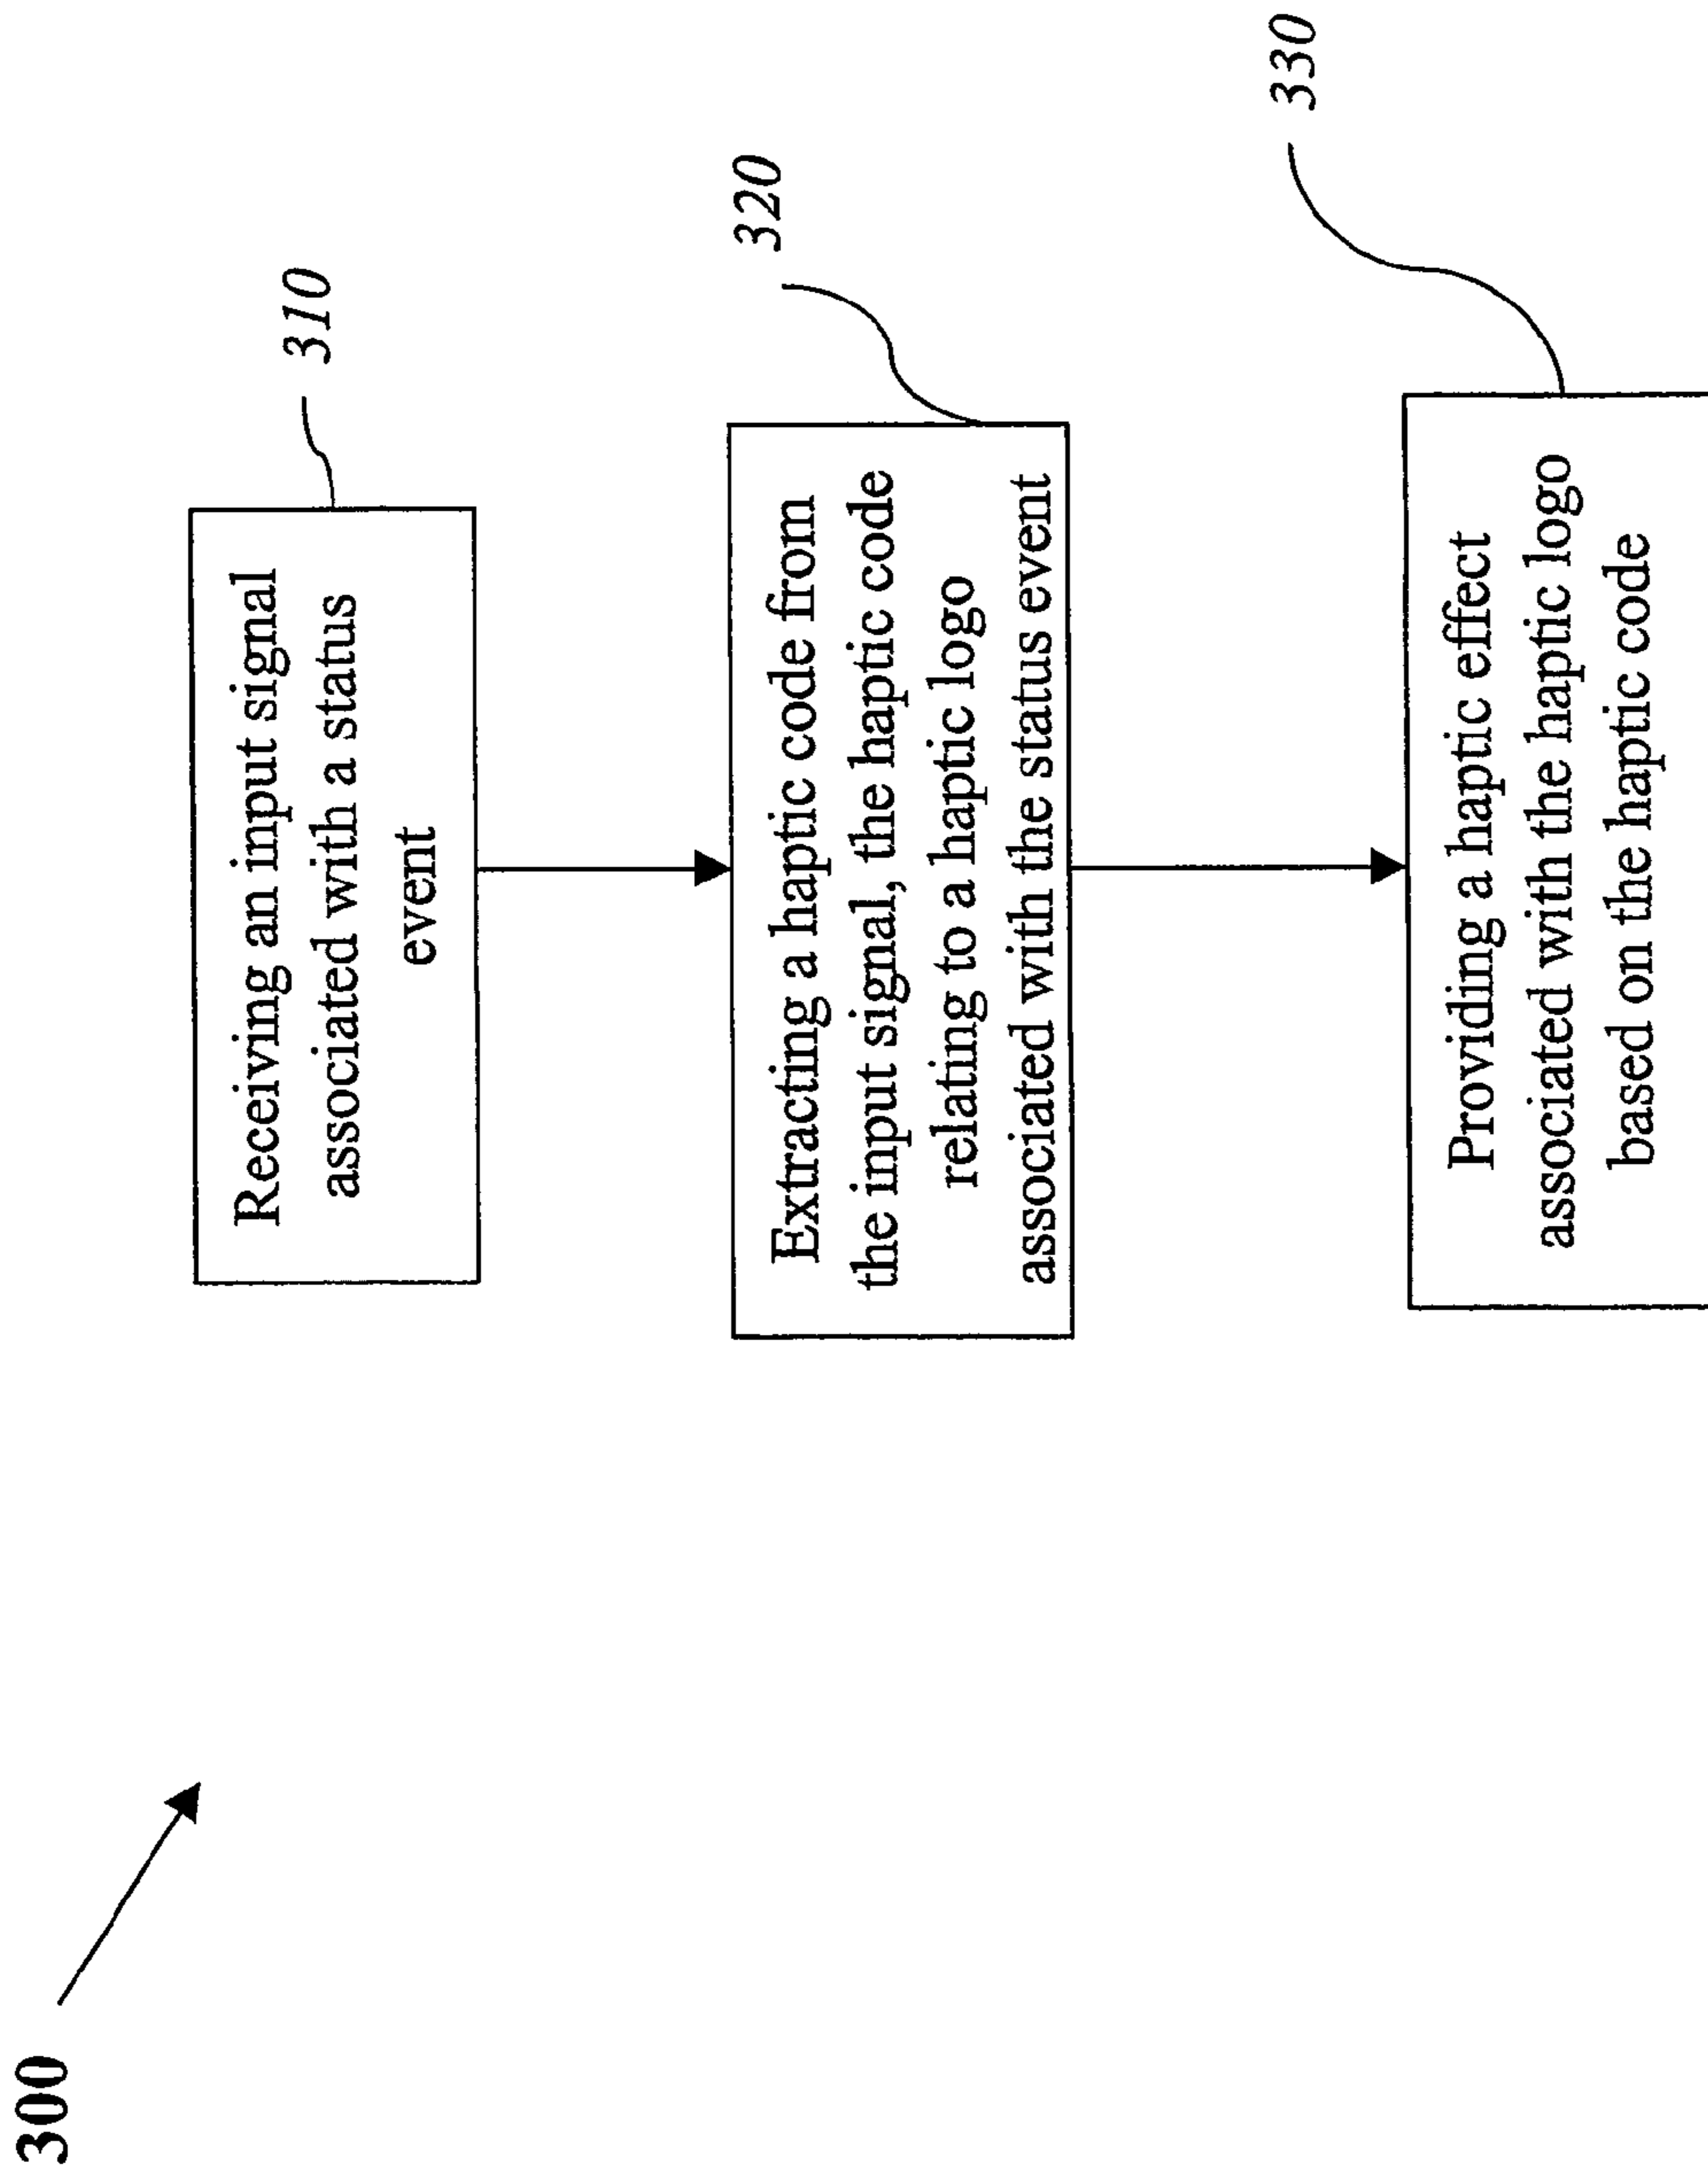 300
310
Receiving an input signal
associated with a status
event
320
Extracting a haptic code from
the input signal, the haptic code
relating to a haptic logo
associated with the status event
330
Providing a haptic effect
associated with the haptic logo
based on the haptic code